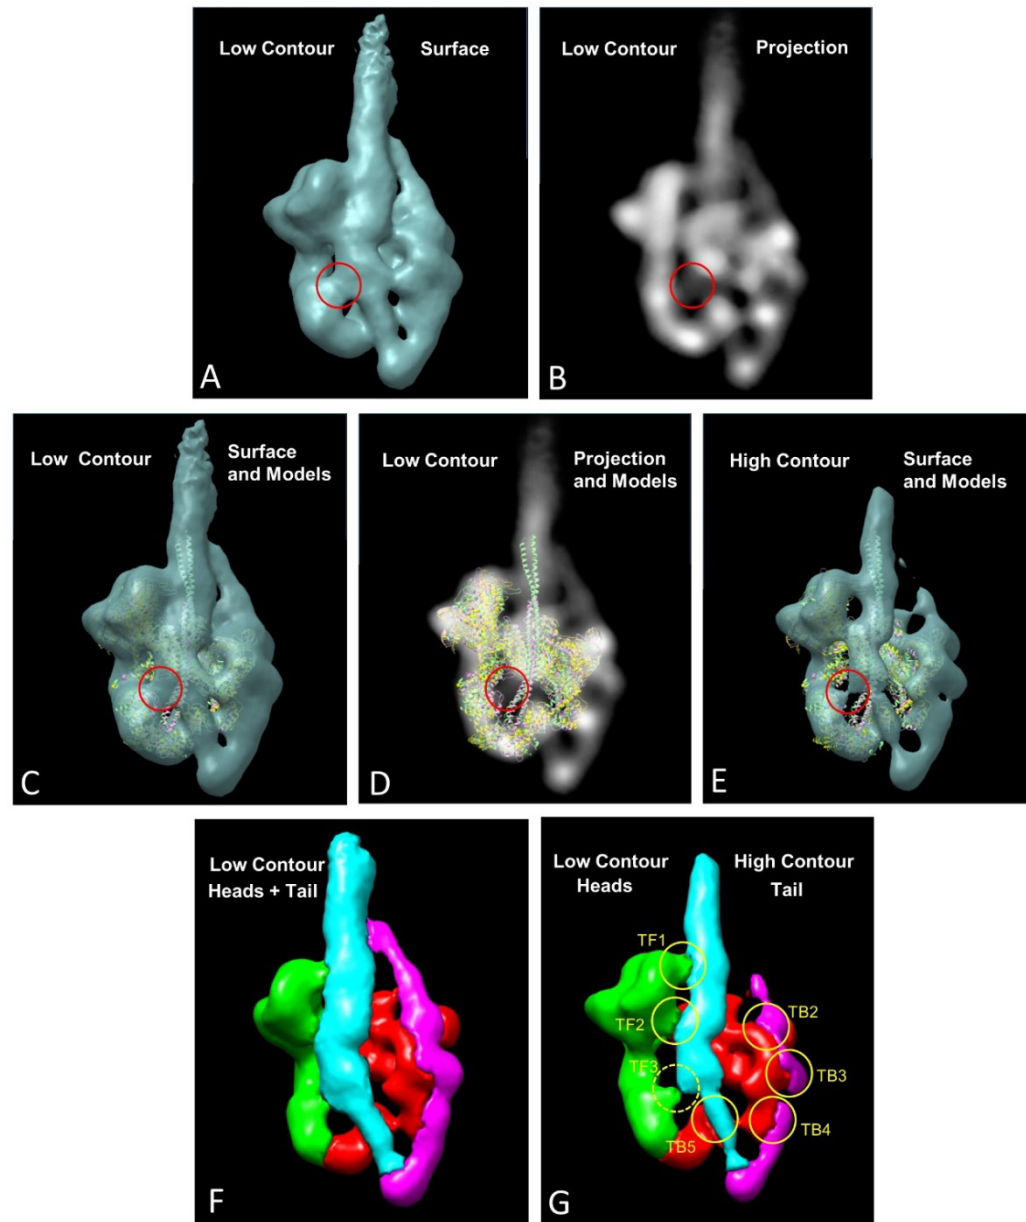 Low Contour Surface
A
Low Contour Projection
B
Low Contour Surface
and Models
C
Low Contour Projection
and Models
D
High Contour Surface
and Models
E
Low Contour
Heads + Tail
F
Low Contour High Contour
Heads Tail
TF1
TF2
TB2
TF3
TB3
TB5
TB4
G